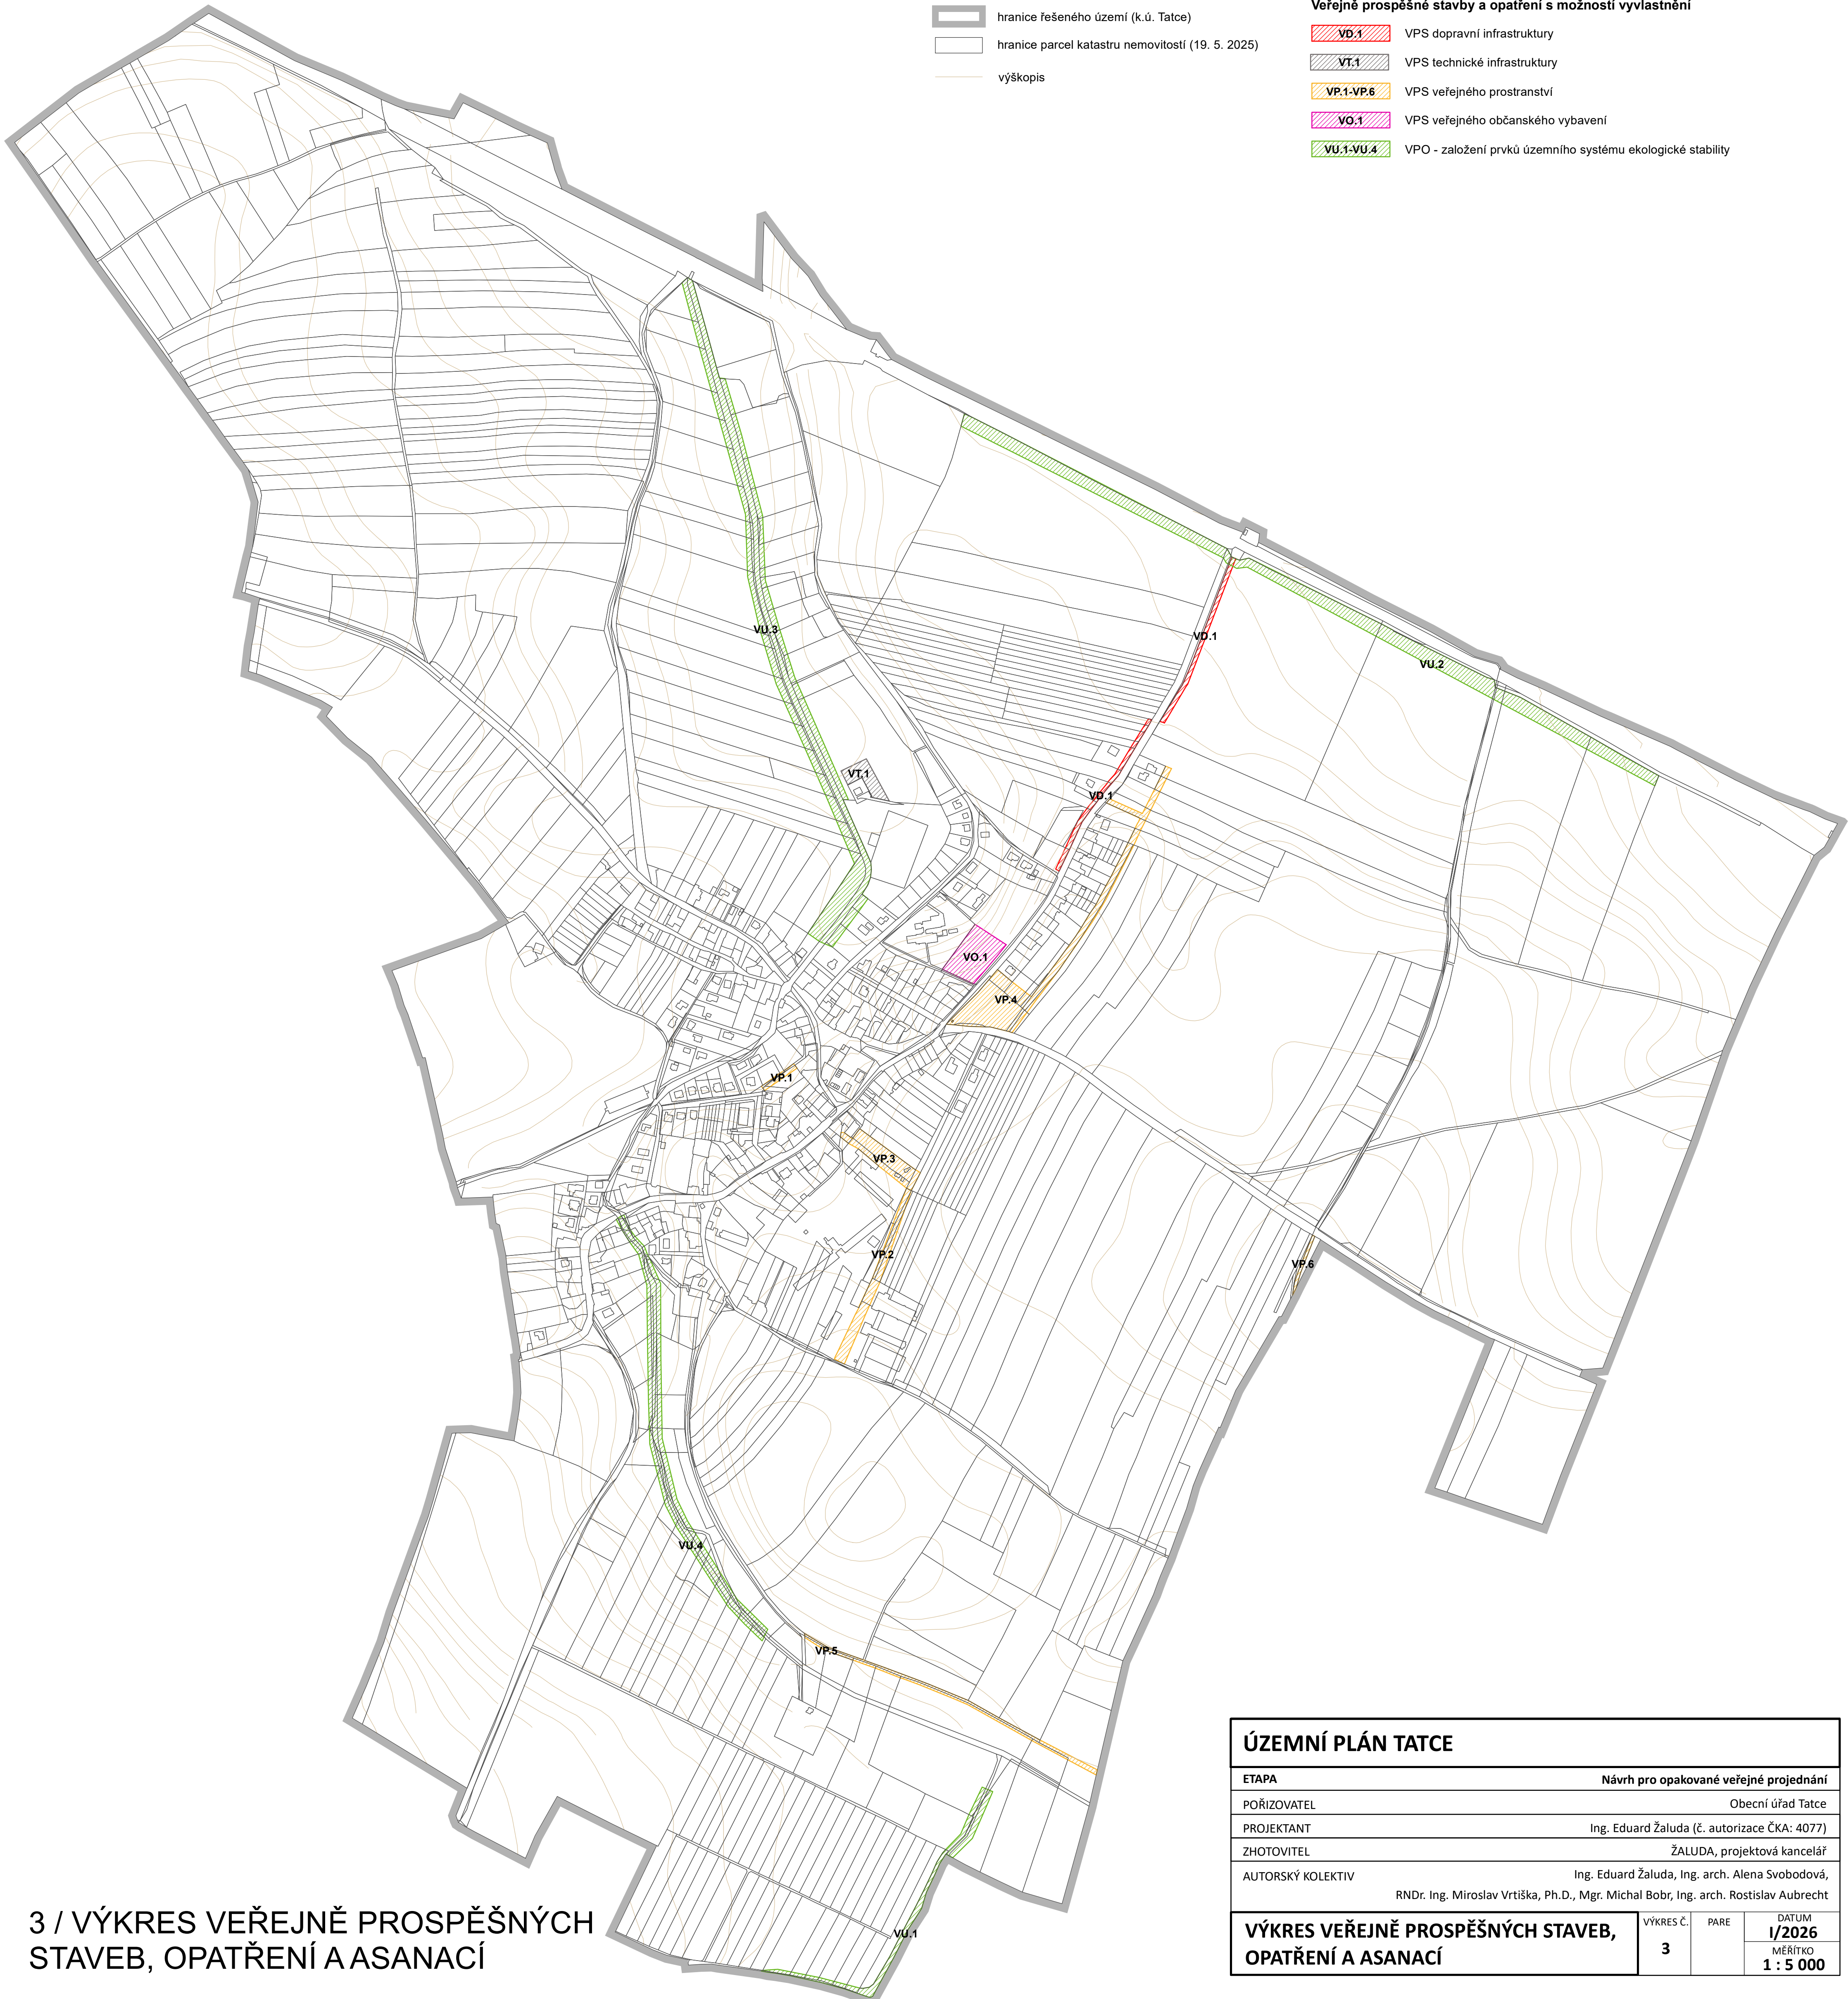 hranice řešeného území (k.ú. Tatce)
hranice parcel katastru nemovitostí (19. 5. 2025)
výškopis
Veřejně prospěšné stavby a opatření s možností vyvlastnění
VD.1 VPS dopravní infrastruktury
VT.1 VPS technické infrastruktury
VP.1-VP.6 VPS veřejného prostranství
VO.1 VPS veřejného občanského vybavení
VU.1-VU.4 VPO - založení prvků územního systému ekologické stability
VU.3
VD.1
VU.2
VT.1
VD.1
VO.1
VP.4
VP.1
VP.3
VP.2
VP.6
VU.4
VP.5
VU.1
3 / VÝKRES VEŘEJNĚ PROSPĚŠNÝCH
STAVEB, OPATŘENÍ A ASANACÍ
ÚZEMNÍ PLÁN TATCE
ETAPA Návrh pro opakované veřejné projednání
POŘIZOVATEL Obecní úřad Tatce
PROJEKTANT Ing. Eduard Žaluda (č. autorizace ČKA: 4077)
ZHOTOVITEL ŽALUDA, projektová kancelář
AUTORSKÝ KOLEKTIV Ing. Eduard Žaluda, Ing. arch. Alena Svobodová,
RNDr. Ing. Miroslav Vrtiška, Ph.D., Mgr. Michal Bobr, Ing. arch. Rostislav Aubrecht
VÝKRES VEŘEJNĚ PROSPĚŠNÝCH STAVEB,
OPATŘENÍ A ASANACÍ
VÝKRES Č.
3
PARE
DATUM
I/2026
MĚŘÍTKO
1 : 5 000